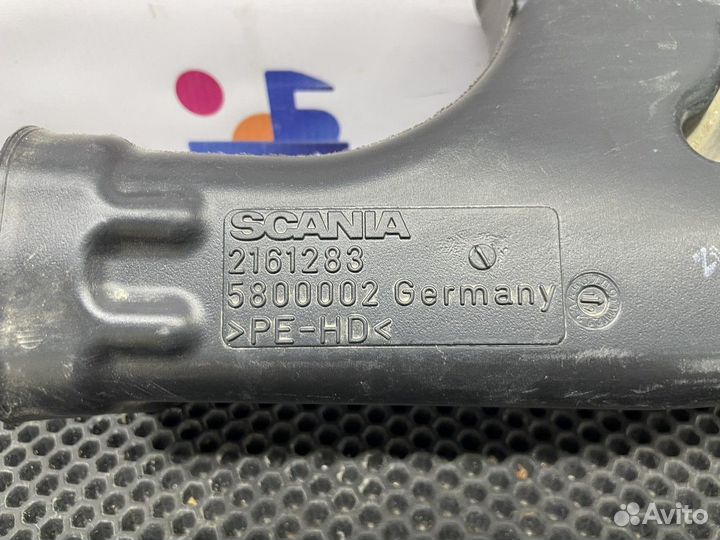 SCANIA
2161283
5800002 Germany
>PE-HD<
Avito